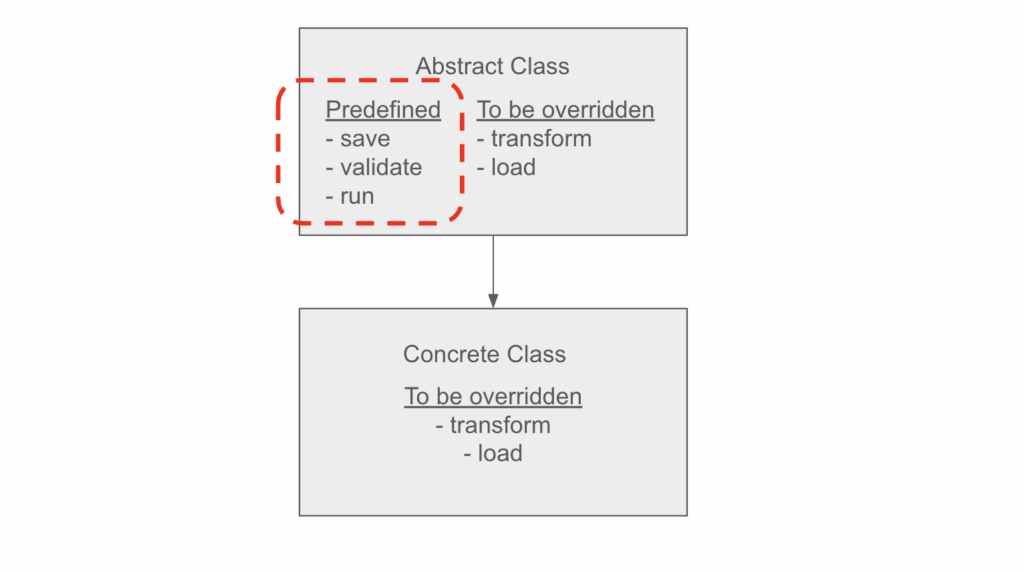 Abstract Class
Predefined
- save
- validate
- run
To be overridden
- transform
- load
Concrete Class
To be overridden
- transform
- load